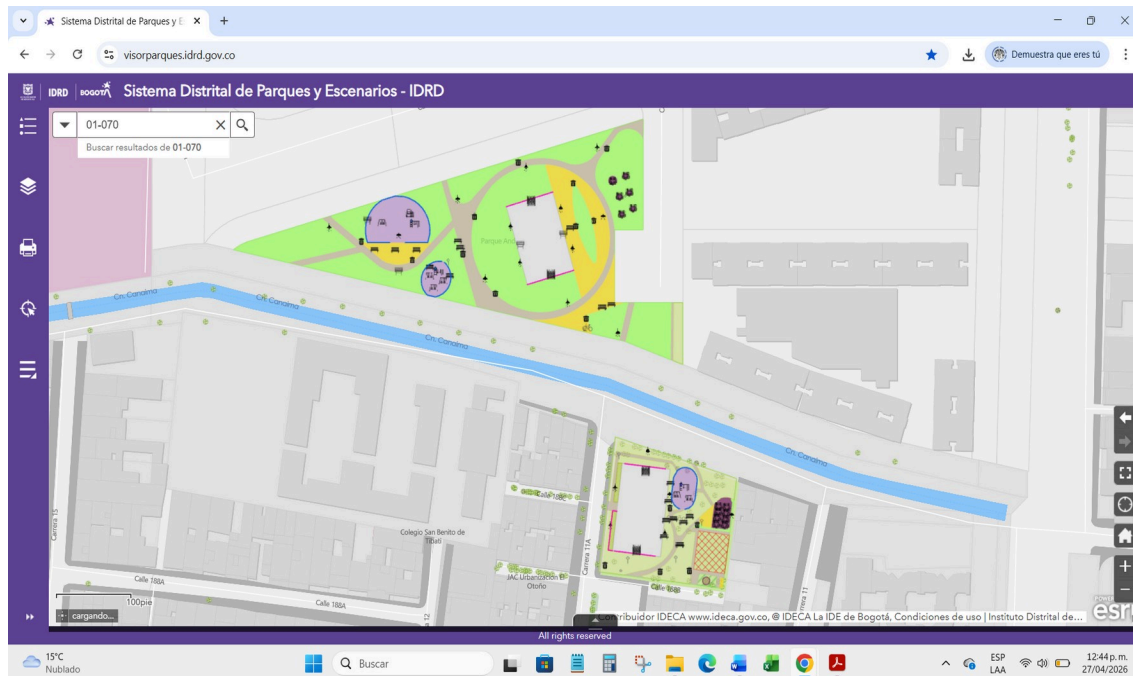 Sistema Distrital de Parques y E
visorparques.idrd.gov.co
Demuestra que eres tú
IDRD
BOGOTÁ
Sistema Distrital de Parques y Escenarios - IDRD
01-070
Buscar resultados de 01-070
Cn. Canaima
Cn. Canaima
Cn. Canaima
Cn. Canaima
Colegio San Benito de
Tibatí
JAC Urbanización El
Otoño
Carrera 15
Carrera 11A
Carrera 11
Calle 188A
Calle 188A
12
100pie
cargando...
ontribuidor IDECA www.ideca.gov.co, © IDECA La IDE de Bogotá, Condiciones de uso | Instituto Distrital de...
esri
All rights reserved
15°C
Nublado
Buscar
ESP
LAA
12:44 p. m.
27/04/2026